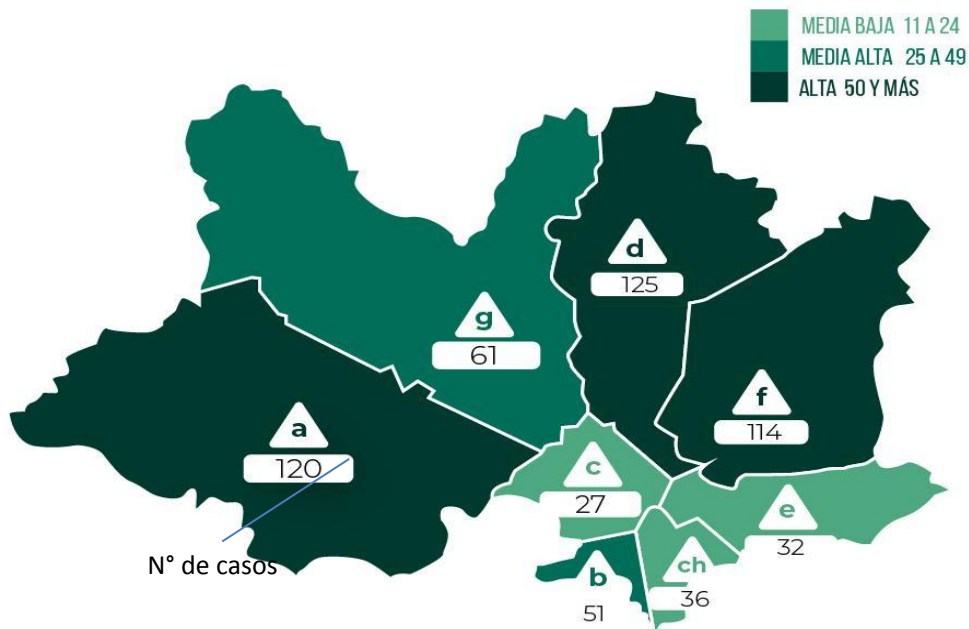 MEDIA BAJA 11 A 24
MEDIA ALTA 25 A 49
ALTA 50 Y MÁS
d
125
g
61
f
114
a
120
c
27
e
32
N° de casos
b
51
ch
36